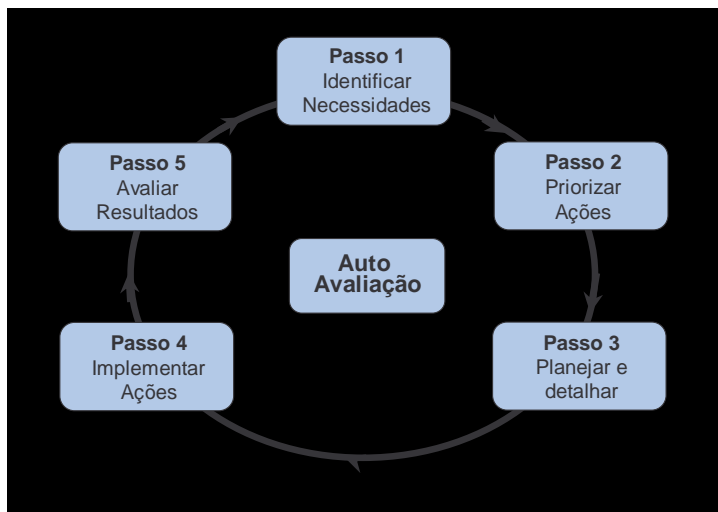 Passo 1
Identificar
Necessidades
Passo 2
Priorizar
Ações
Passo 3
Planejar e
detalhar
Passo 4
Implementar
Ações
Passo 5
Avaliar
Resultados
Auto
Avaliação